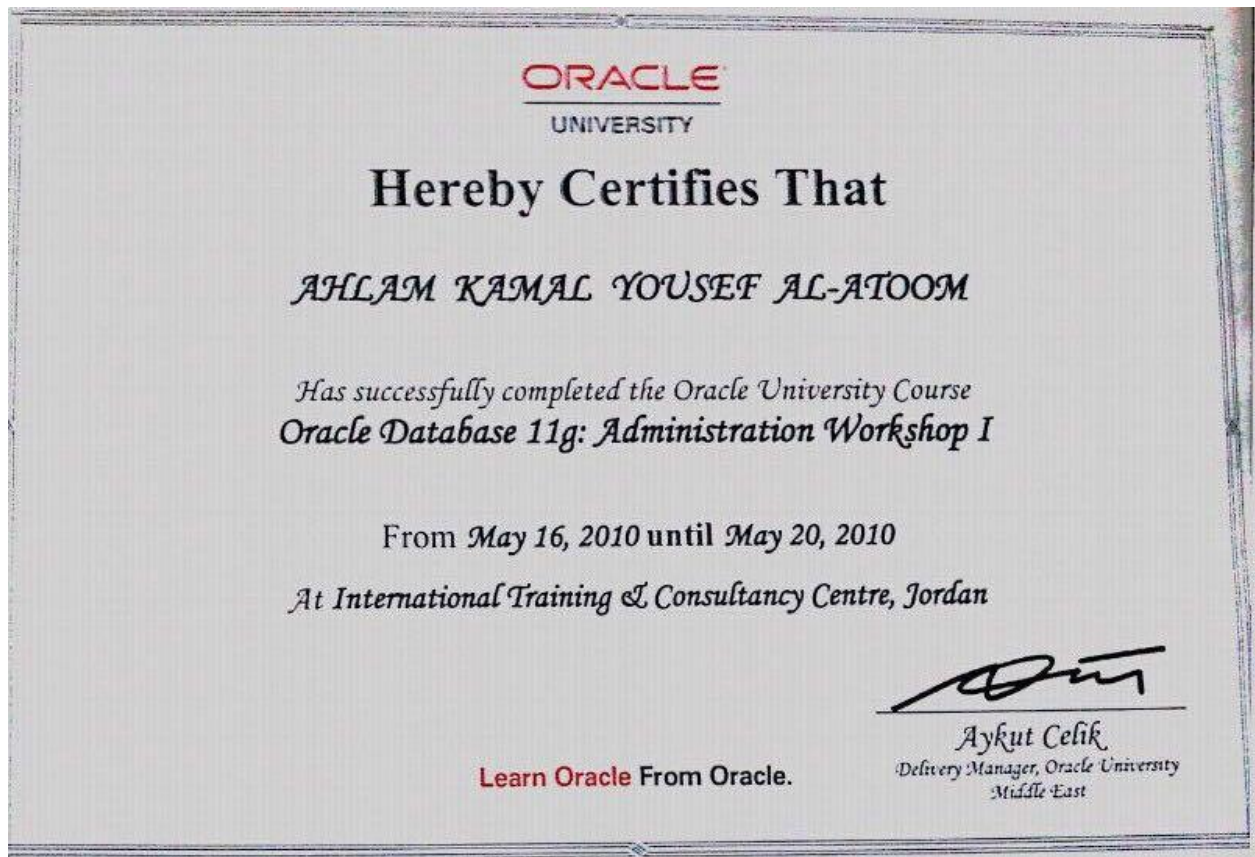 ORACLE
UNIVERSITY
Hereby Certifies That
AHLAM KAMAL YOUSEF AL-ATOOM
Has successfully completed the Oracle University Course
Oracle Database 11g: Administration Workshop I
From May 16, 2010 until May 20, 2010
At International Training & Consultancy Centre, Jordan
Aykut Celik
Delivery Manager, Oracle University
Middle East
Learn Oracle From Oracle.